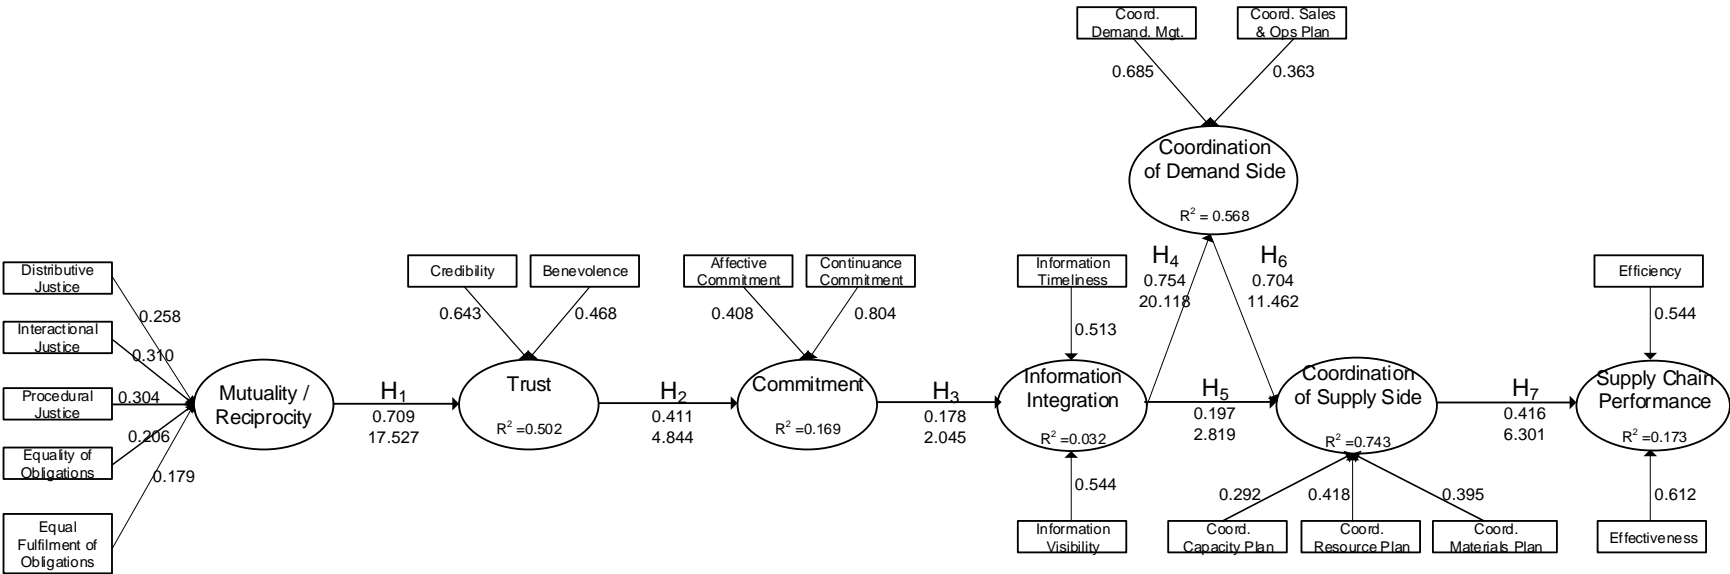 Coord.
Demand. Mgt.
Coord. Sales
& Ops Plan
0.685
0.363
Coordination
of Demand Side
R² = 0.568
Distributive
Justice
Interactional
Justice
Procedural
Justice
Equality of
Obligations
Equal
Fulfilment of
Obligations
0.258
0.310
0.304
0.206
0.179
Mutuality /
Reciprocity
H₁
0.709
17.527
Credibility
Benevolence
0.643
0.468
Trust
R² =0.502
H₂
0.411
4.844
Affective
Commitment
Continuance
Commitment
0.408
0.804
Commitment
R² =0.169
H₃
0.178
2.045
Information
Timeliness
0.513
Information
Integration
R² =0.032
0.544
Information
Visibility
H₄
0.754
20.118
H₆
0.704
11.462
H₅
0.197
2.819
Coordination
of Supply Side
R² =0.743
0.292
0.418
0.395
Coord.
Capacity Plan
Coord.
Resource Plan
Coord.
Materials Plan
H₇
0.416
6.301
Efficiency
0.544
Supply Chain
Performance
R² =0.173
0.612
Effectiveness